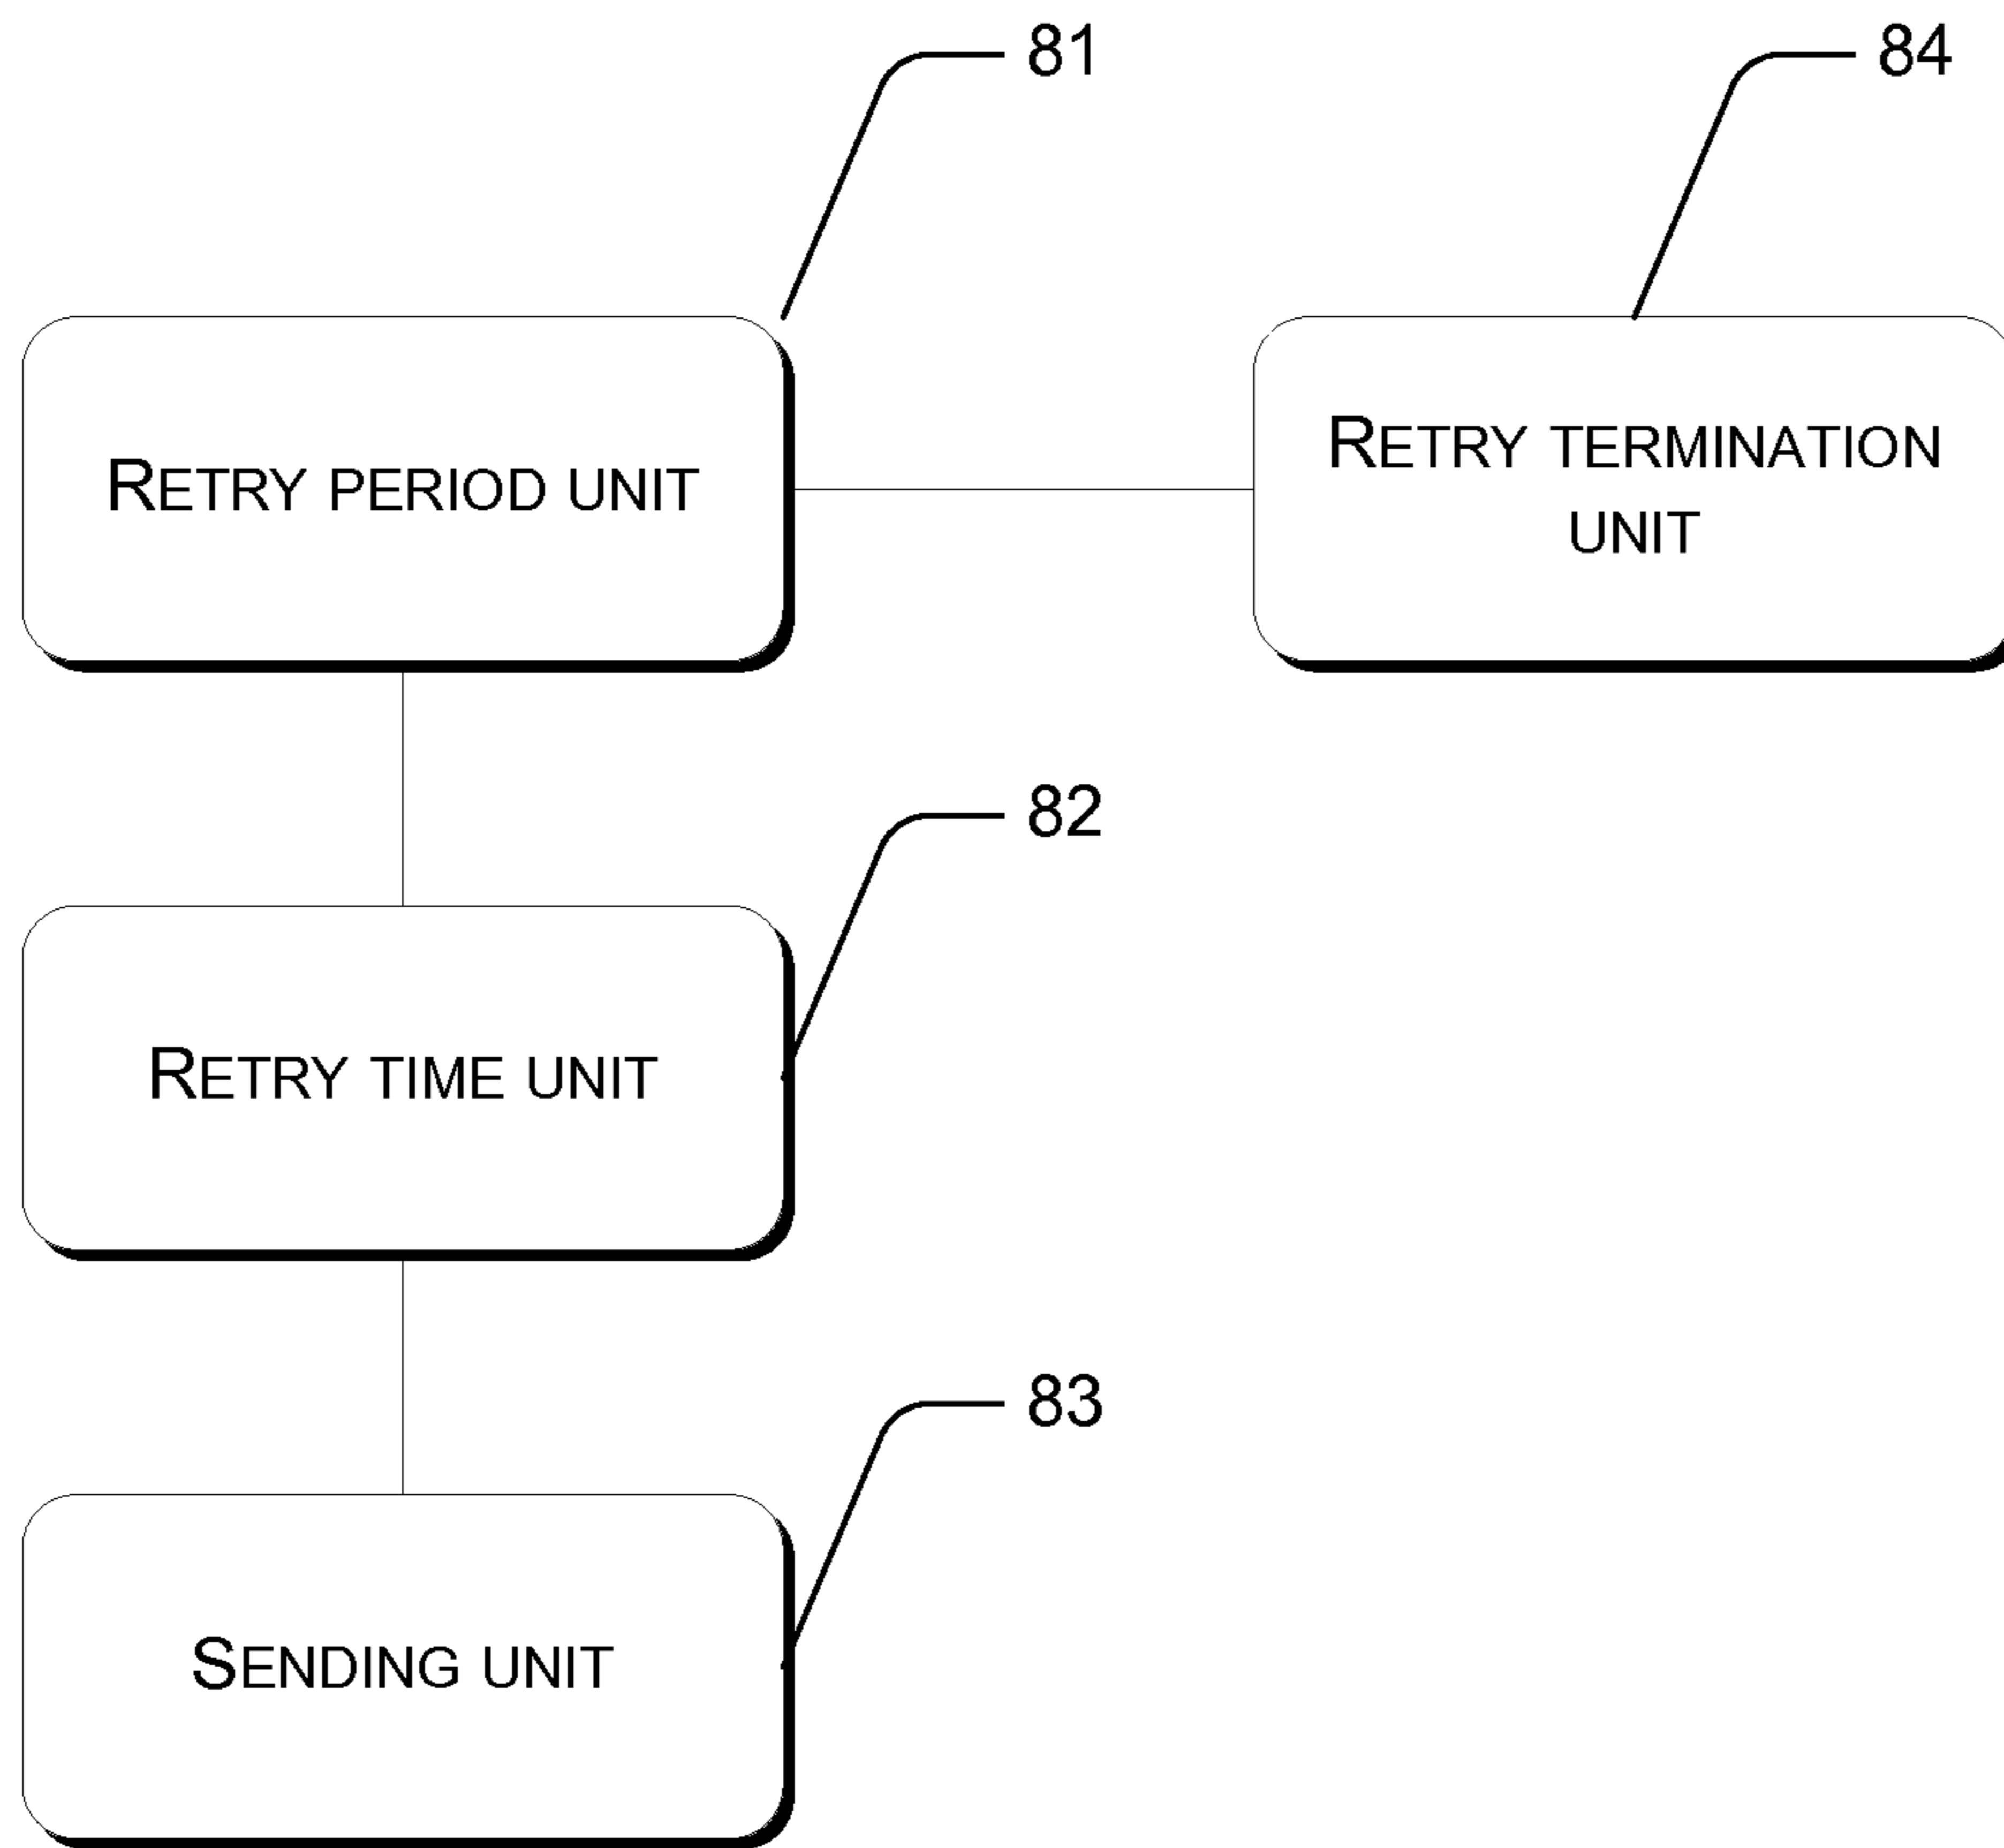 81
84
RETRY PERIOD UNIT
RETRY TERMINATION
UNIT
82
RETRY TIME UNIT
83
SENDING UNIT